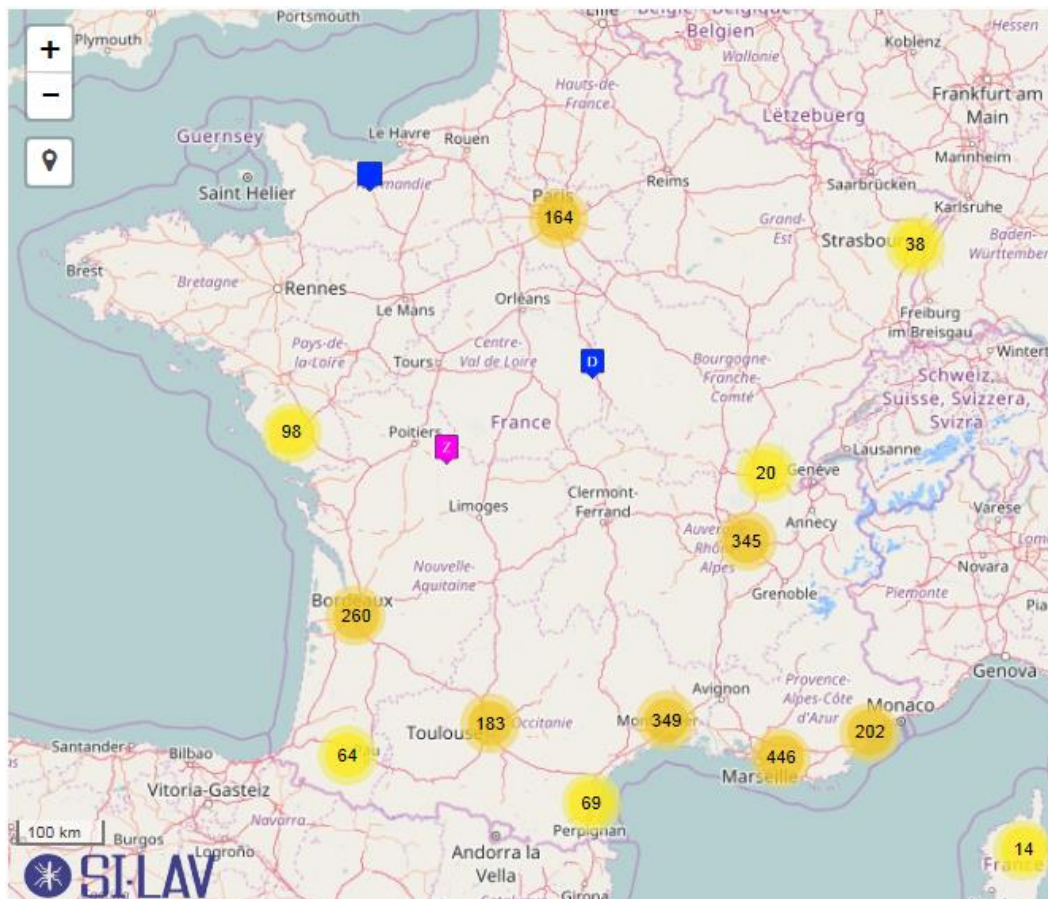 Plymouth
Portsmouth
Lille
België - Belgique
- Belgien
Wallonie
Koblenz
Hessen
+
−
Hauts-de-
France
Lëtzebuerg
Frankfurt am
Main
Guernsey
Le Havre
Rouen
Mannheim
Saint Helier
Reims
Saarbrücken
Karlsruhe
Paris
164
Grand-
Est
38
Baden-
Württemberg
Brest
Bretagne
Rennes
Le Mans
Orléans
Freiburg
im Breisgau
Pays-de-
la-Loire
Tours
Centre-
Val de Loire
D
Bourgogne-
Franche-
Comté
Schweiz,
Suisse, Svizzera,
Svizra
98
Poitiers
Z
France
Lausanne
20
Genève
Limoges
Clermont-
Ferrand
Annecy
Varese
345
Novara
Nouvelle-
Aquitaine
Grenoble
Piemonte
Bordeaux
260
Genova
Avignon
Provence-
Alpes-Côte
d'Azur
Monaco
Toulouse
183
Occitanie
349
202
Santander
Bilbao
64
446
Marseille
Vitoria-Gasteiz
69
Perpignan
Navarra
100 km
Burgos
Logroño
Andorra la
Vella
14
France
Girona
SI-LAV